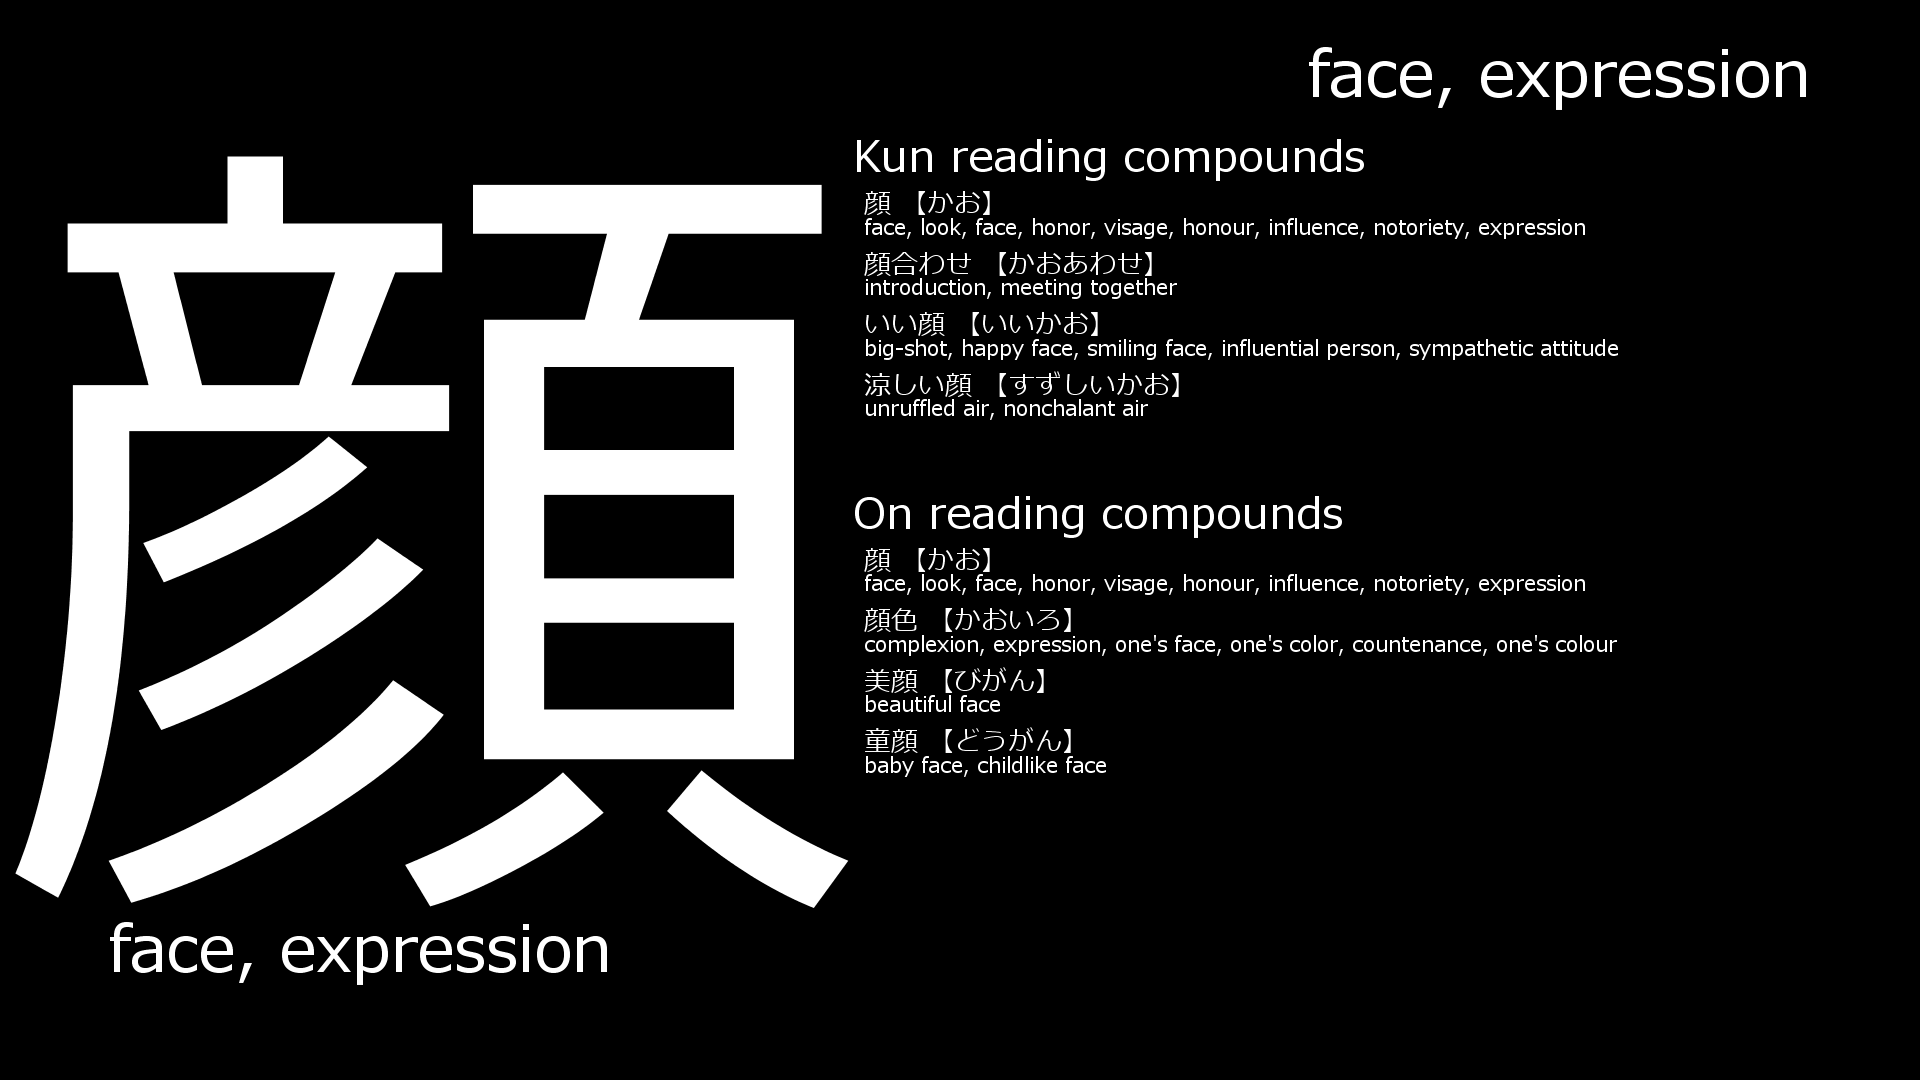 face, expression
顔
face, expression
Kun reading compounds
顔 【かお】
face, look, face, honor, visage, honour, influence, notoriety, expression
顔合わせ 【かおあわせ】
introduction, meeting together
いい顔 【いいかお】
big-shot, happy face, smiling face, influential person, sympathetic attitude
涼しい顔 【すずしいかお】
unruffled air, nonchalant air
On reading compounds
顔 【かお】
face, look, face, honor, visage, honour, influence, notoriety, expression
顔色 【かおいろ】
complexion, expression, one's face, one's color, countenance, one's colour
美顔 【びがん】
beautiful face
童顔 【どうがん】
baby face, childlike face